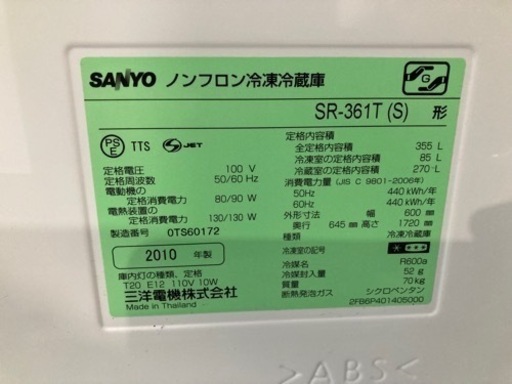 SANYO ノンフロン冷凍冷蔵庫
G
SR-361T (S) 形
PS E TTS S-JET
定格電圧 100 V
定格周波数 50/60 Hz
電動機の
定格消費電力 80/90 W
電熱装置の
定格消費電力 130/130 W
製造番号 0TS60172
2010 年製
庫内灯の種類、定格
T20 E12 110V 10W
三洋電機株式会社
Made in Thailand
定格内容積
全定格内容積 355 L
冷凍室の定格内容積 85 L
冷蔵室の定格内容積 270 L
消費電力量 (JIS C 9801-2006年)
50Hz 440 kWh/年
60Hz 440 kWh/年
外形寸法 幅 600 mm
奥行 645 mm 高さ 1720 mm
種類 冷凍冷蔵庫
冷凍室の記号
冷媒名 R600a
冷媒封入量 52 g
質量 70 kg
断熱発泡ガス シクロペンタン
2FB6P401405000
>ABS<